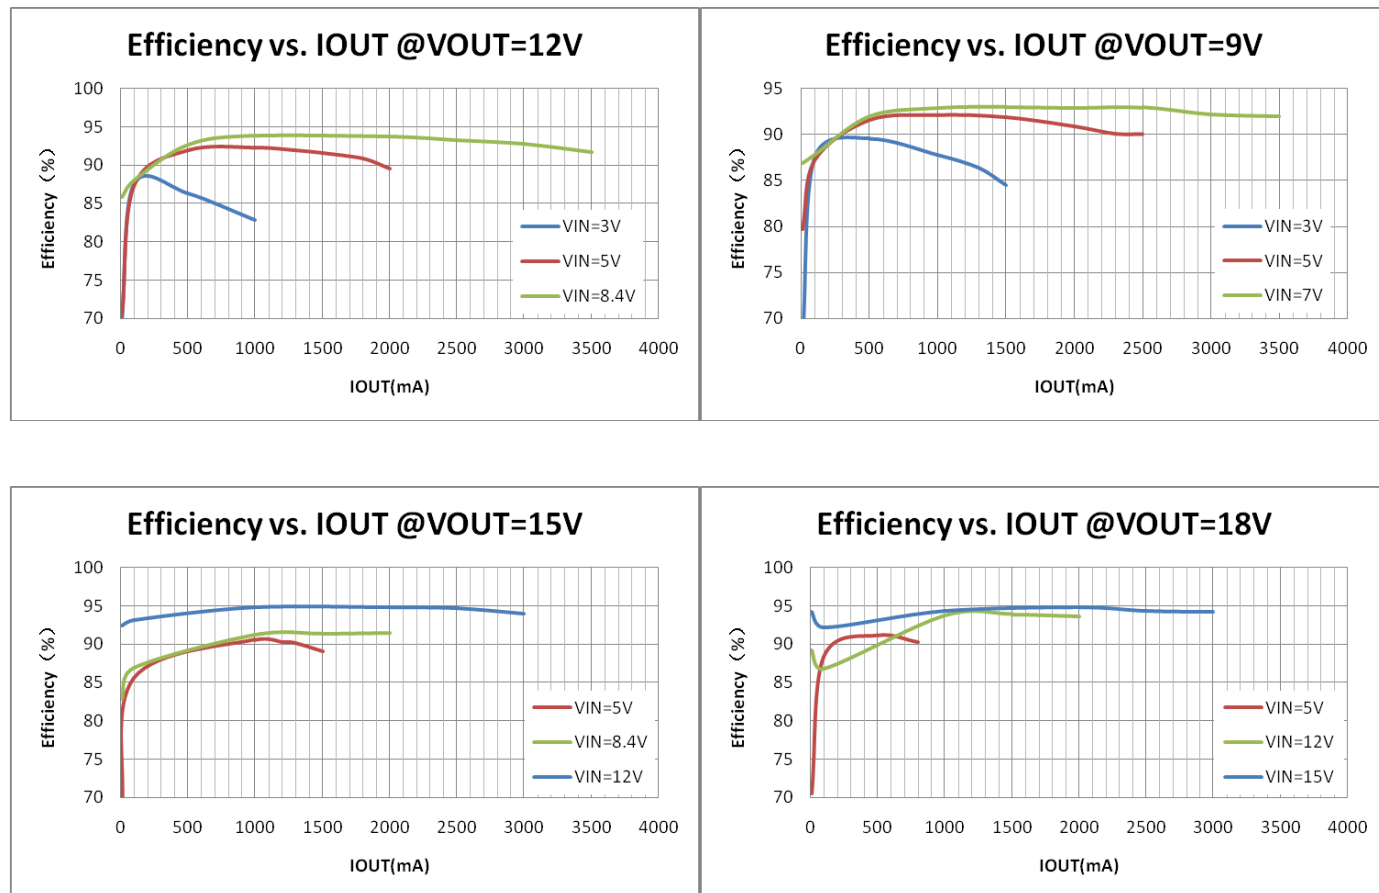 Efficiency vs. IOUT @VOUT=12V
100
95
90
85
80
75
70
Efficiency（%）
0 500 1000 1500 2000 2500 3000 3500 4000
IOUT(mA)
VIN=3V
VIN=5V
VIN=8.4V
Efficiency vs. IOUT @VOUT=9V
95
90
85
80
75
70
Efficiency（%）
0 500 1000 1500 2000 2500 3000 3500 4000
IOUT(mA)
VIN=3V
VIN=5V
VIN=7V
Efficiency vs. IOUT @VOUT=15V
100
95
90
85
80
75
70
Efficiency（%）
0 500 1000 1500 2000 2500 3000 3500 4000
IOUT(mA)
VIN=5V
VIN=8.4V
VIN=12V
Efficiency vs. IOUT @VOUT=18V
100
95
90
85
80
75
70
Efficiency（%）
0 500 1000 1500 2000 2500 3000 3500 4000
IOUT(mA)
VIN=5V
VIN=12V
VIN=15V